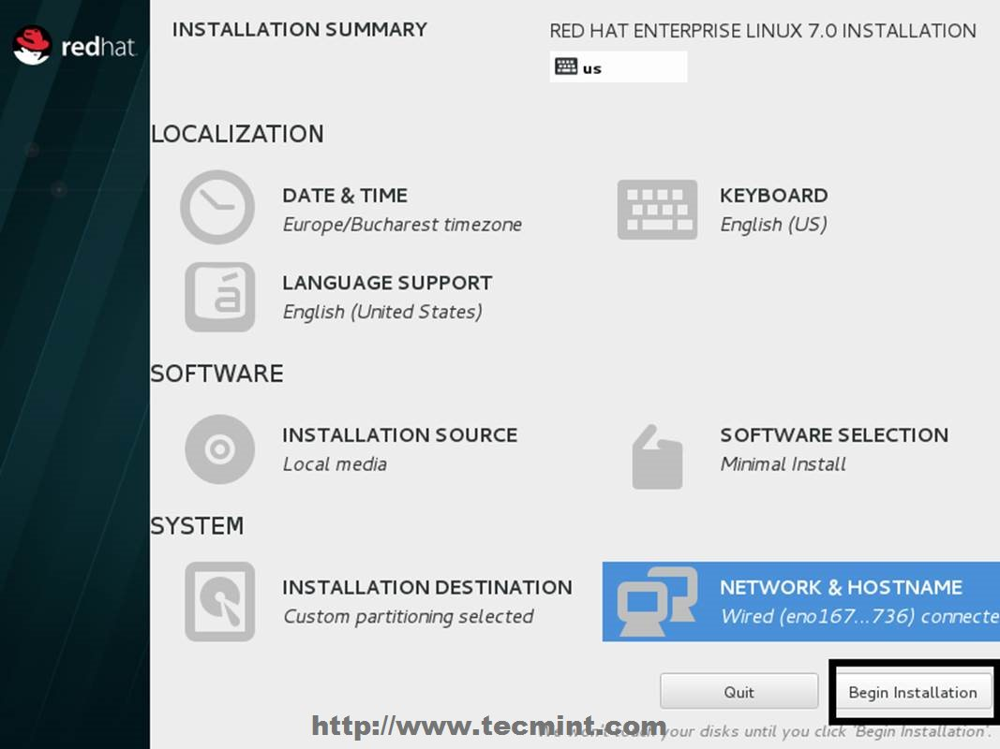 redhat.
INSTALLATION SUMMARY
RED HAT ENTERPRISE LINUX 7.0 INSTALLATION
us
LOCALIZATION
DATE & TIME
Europe/Bucharest timezone
KEYBOARD
English (US)
á
LANGUAGE SUPPORT
English (United States)
SOFTWARE
INSTALLATION SOURCE
Local media
SOFTWARE SELECTION
Minimal Install
SYSTEM
INSTALLATION DESTINATION
Custom partitioning selected
NETWORK & HOSTNAME
Wired (eno167...736) connecte
Quit
Begin Installation
http://www.tecmint.com
We won't touch your disks until you click 'Begin Installation'.